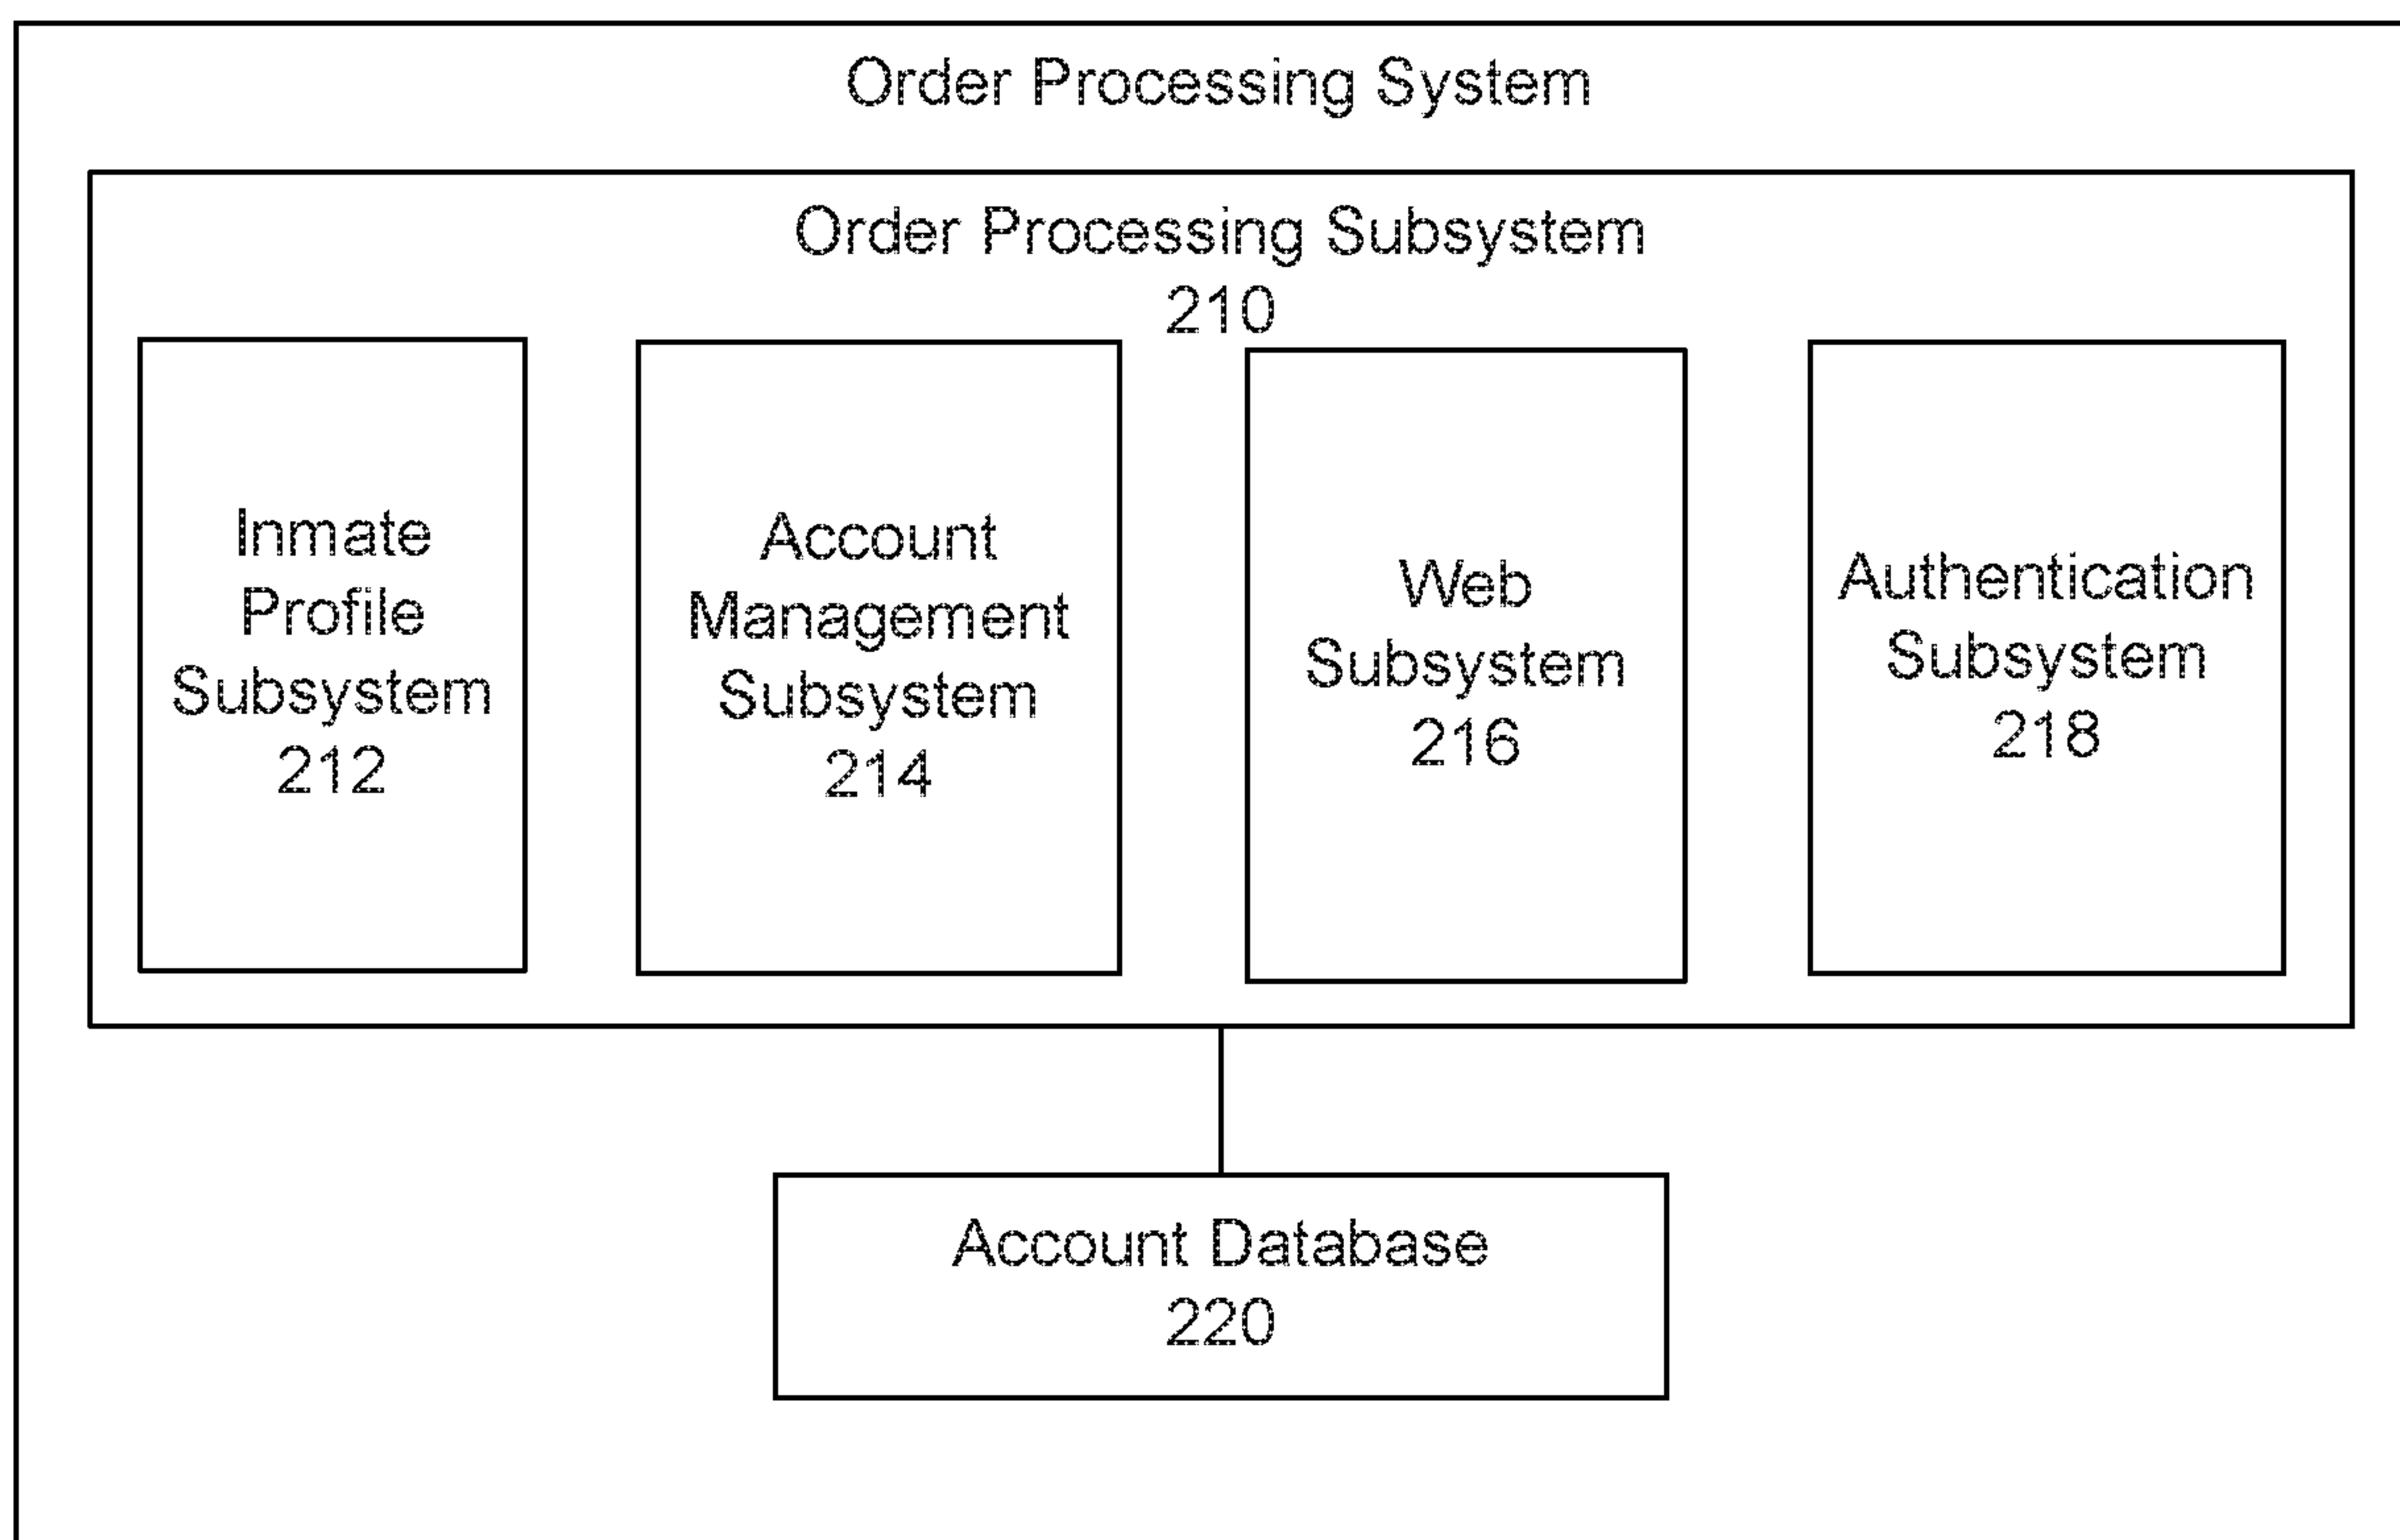 Order Processing System
Order Processing Subsystem
210
Inmate
Profile
Subsystem
212
Account
Management
Subsystem
214
Web
Subsystem
216
Authentication
Subsystem
218
Account Database
220